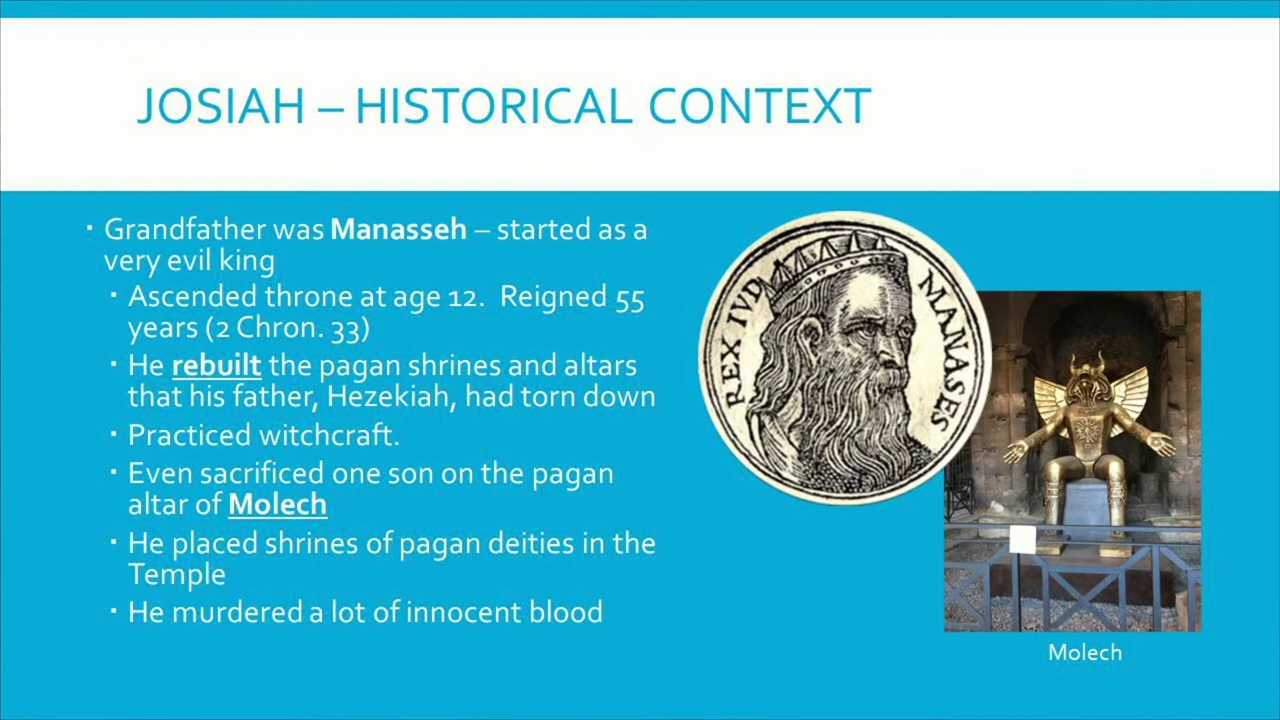 JOSIAH – HISTORICAL CONTEXT
▪ Grandfather was Manasseh – started as a
very evil king
▪ Ascended throne at age 12. Reigned 55
years (2 Chron. 33)
▪ He rebuilt the pagan shrines and altars
that his father, Hezekiah, had torn down
▪ Practiced witchcraft.
▪ Even sacrificed one son on the pagan
altar of Molech
▪ He placed shrines of pagan deities in the
Temple
▪ He murdered a lot of innocent blood
REX IVD
MANASES
Molech